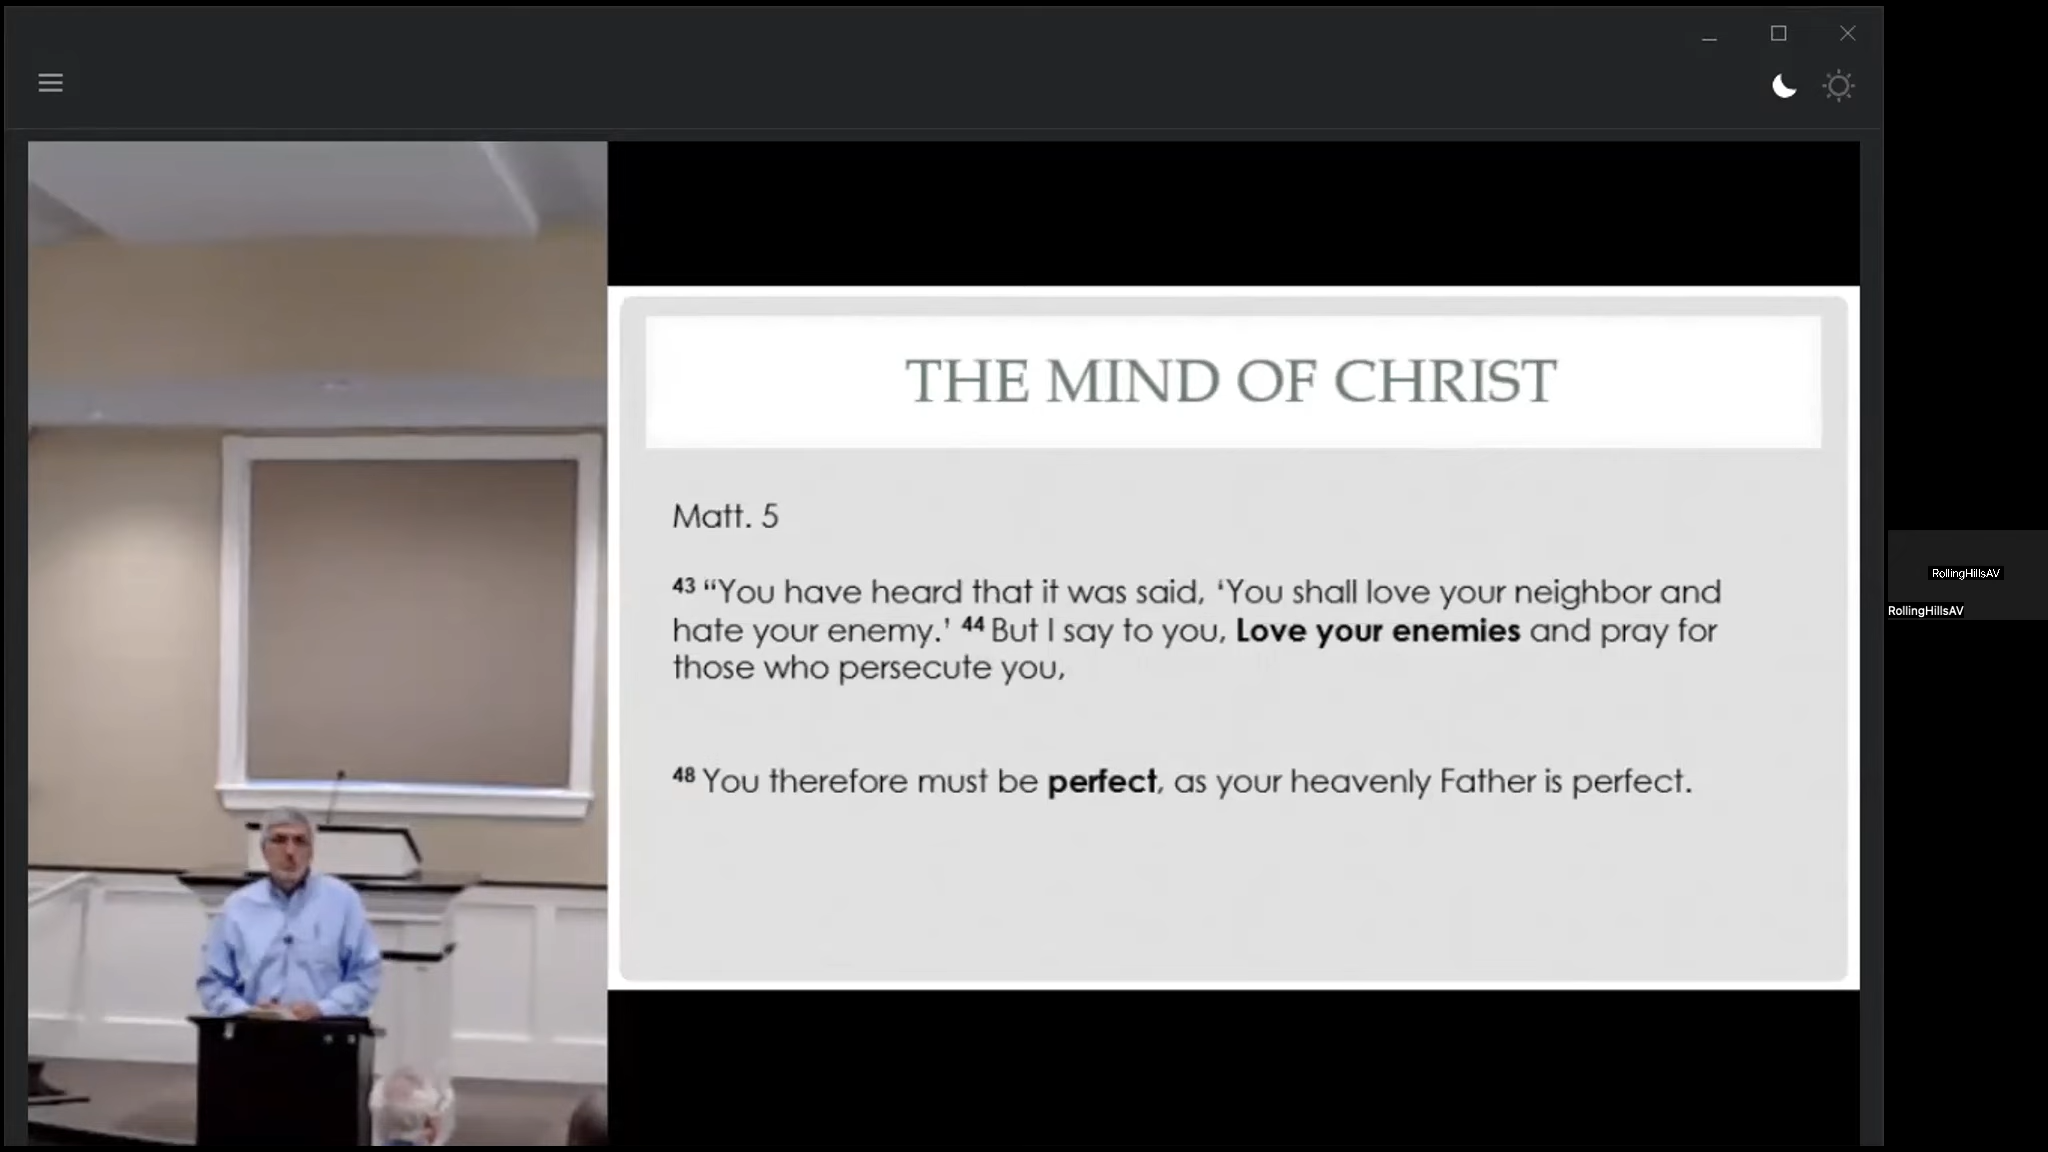 THE MIND OF CHRIST
Matt. 5
43 “You have heard that it was said, ‘You shall love your neighbor and
hate your enemy.’ 44 But I say to you, Love your enemies and pray for
those who persecute you,
48 You therefore must be perfect, as your heavenly Father is perfect.
RollingHillsAV
RollingHillsAV